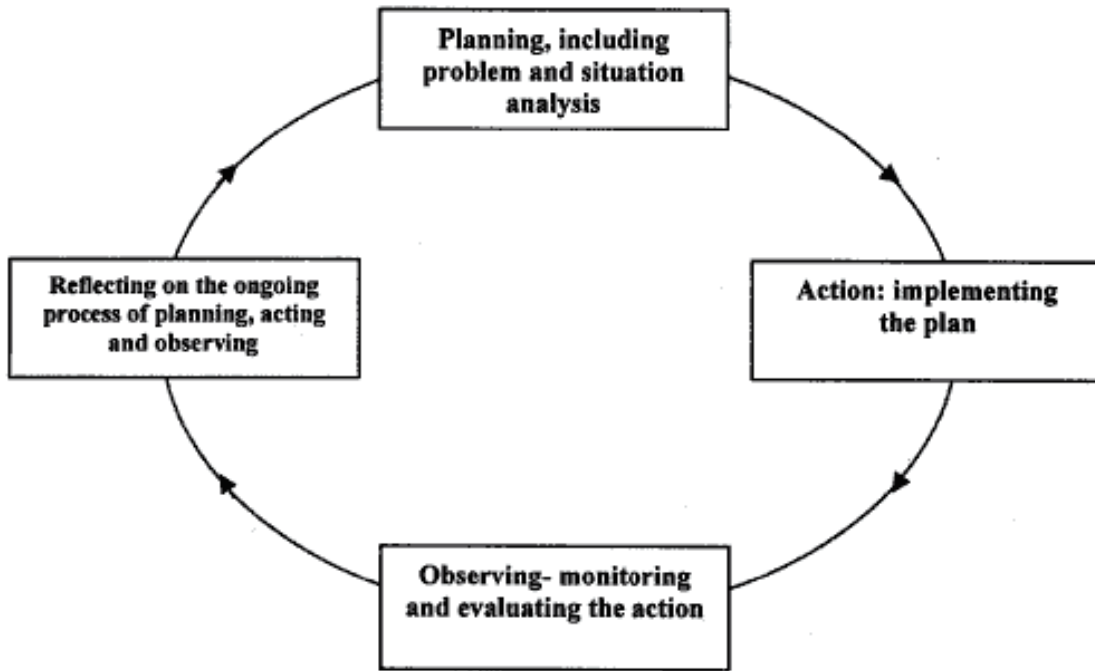 Planning, including
problem and situation
analysis
Reflecting on the ongoing
process of planning, acting
and observing
Action: implementing
the plan
Observing- monitoring
and evaluating the action